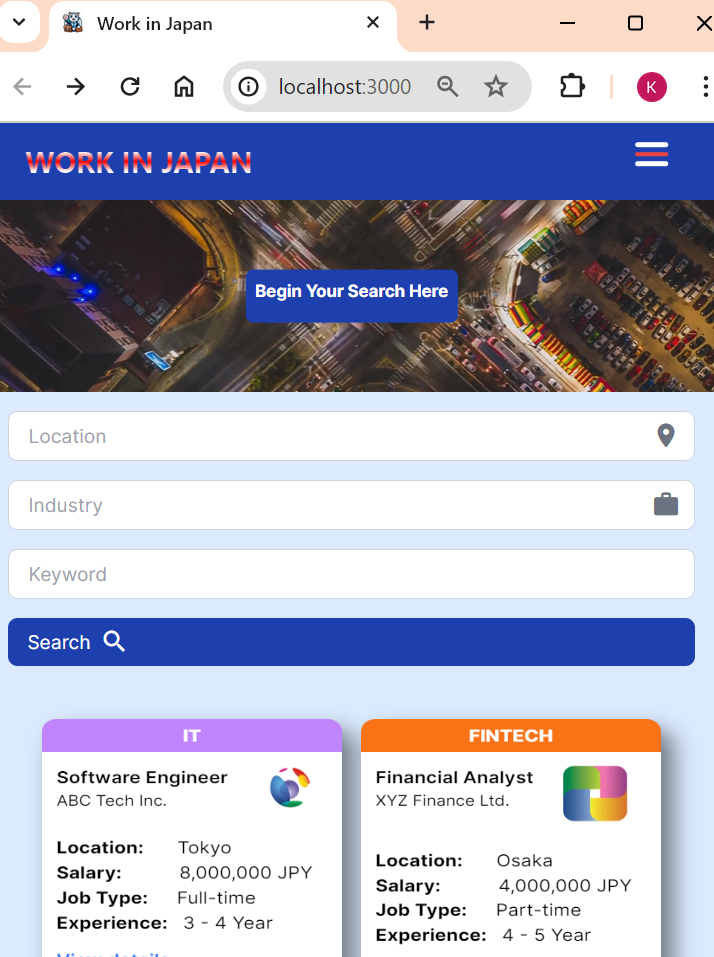 Work in Japan
localhost:3000
K
WORK IN JAPAN
Begin Your Search Here
Location
Industry
Keyword
Search
IT
Software Engineer
ABC Tech Inc.
Location: Tokyo
Salary: 8,000,000 JPY
Job Type: Full-time
Experience: 3 - 4 Year
View details
FINTECH
Financial Analyst
XYZ Finance Ltd.
Location: Osaka
Salary: 4,000,000 JPY
Job Type: Part-time
Experience: 4 - 5 Year